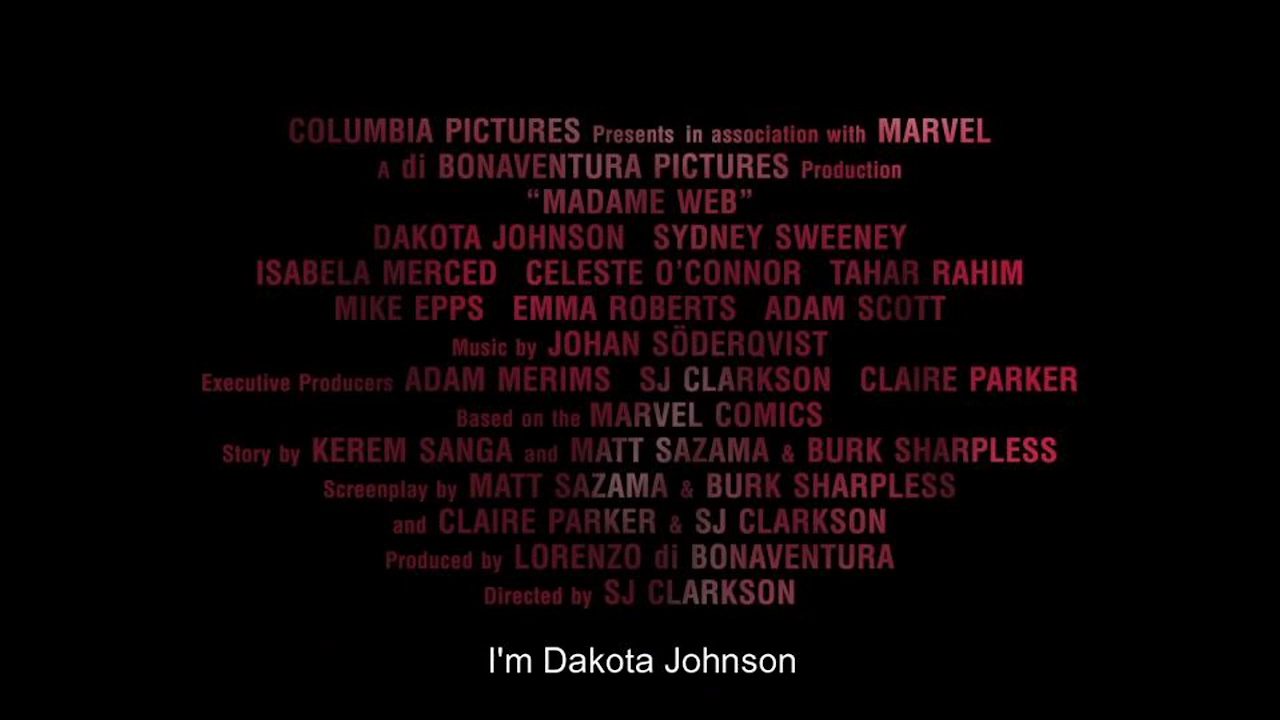 COLUMBIA PICTURES Presents in association with MARVEL
A di BONAVENTURA PICTURES Production
“MADAME WEB”
DAKOTA JOHNSON SYDNEY SWEENEY
ISABELA MERCED CELESTE O’CONNOR TAHAR RAHIM
MIKE EPPS EMMA ROBERTS ADAM SCOTT
Music by JOHAN SÖDERQVIST
Executive Producers ADAM MERIMS SJ CLARKSON CLAIRE PARKER
Based on the MARVEL COMICS
Story by KEREM SANGA and MATT SAZAMA & BURK SHARPLESS
Screenplay by MATT SAZAMA & BURK SHARPLESS
and CLAIRE PARKER & SJ CLARKSON
Produced by LORENZO di BONAVENTURA
Directed by SJ CLARKSON
I'm Dakota Johnson